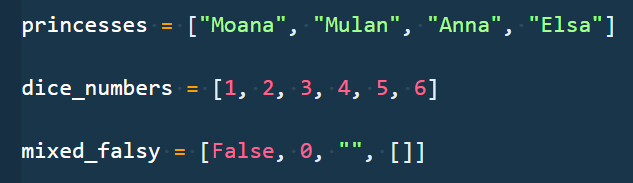 princesses = ["Moana", "Mulan", "Anna", "Elsa"]
dice_numbers = [1, 2, 3, 4, 5, 6]
mixed_falsy = [False, 0, "", []]